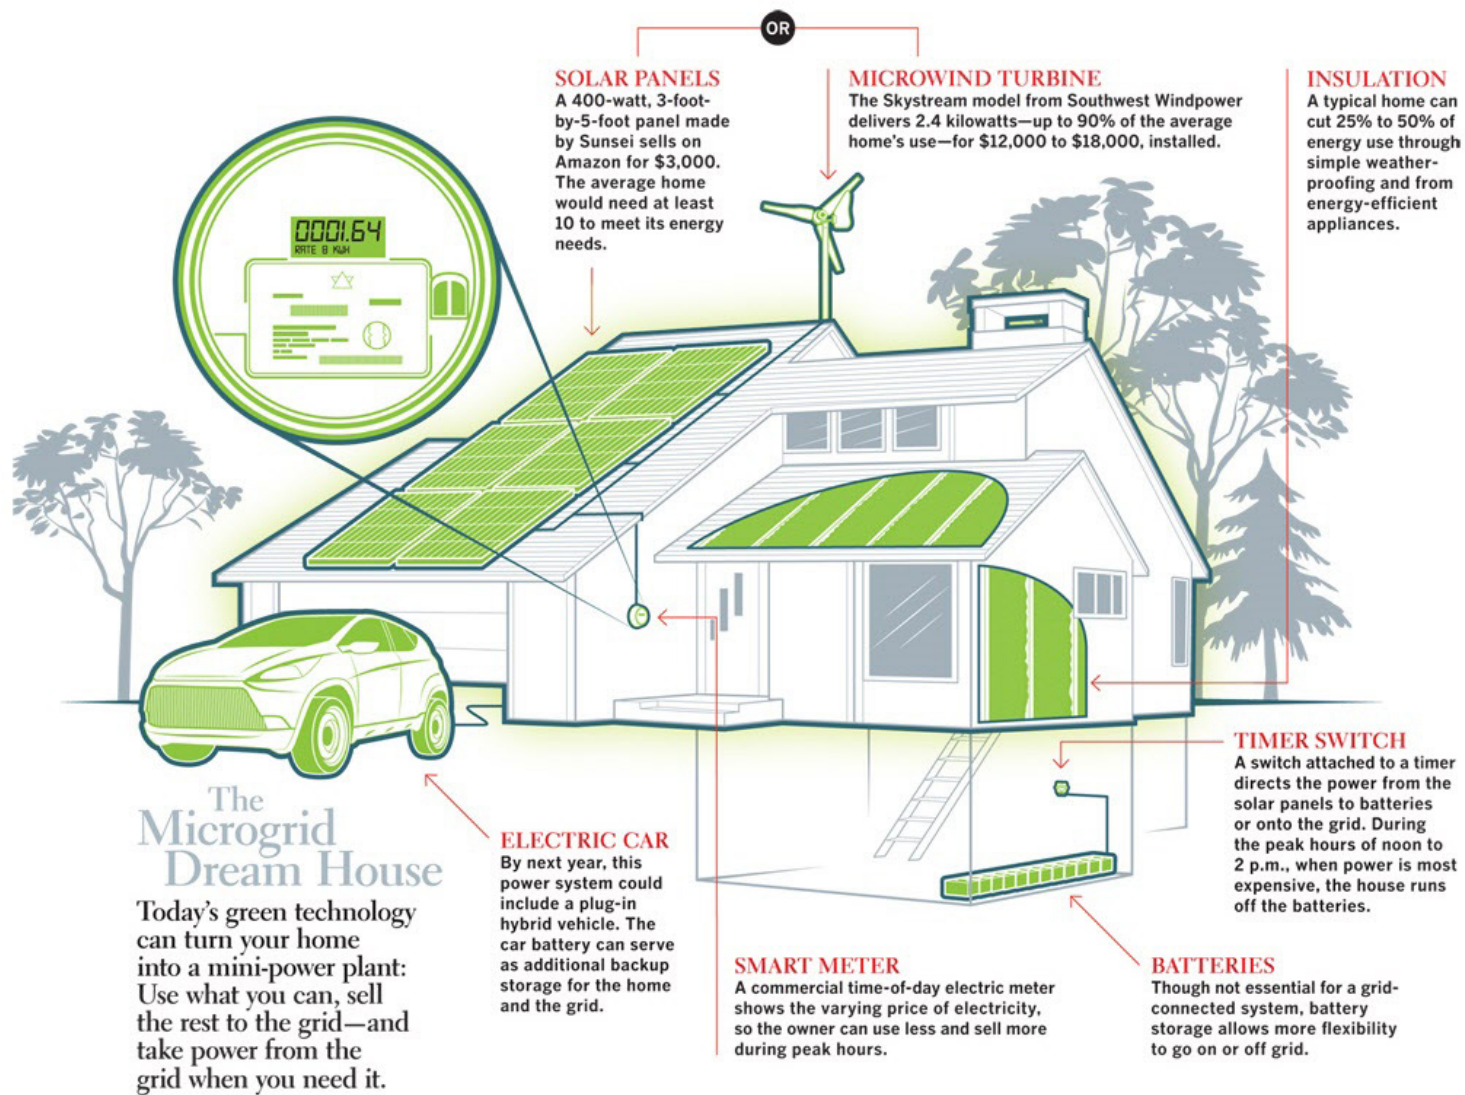 OR
SOLAR PANELS
A 400-watt, 3-foot-
by-5-foot panel made
by Sunsei sells on
Amazon for $3,000.
The average home
would need at least
10 to meet its energy
needs.
MICROWIND TURBINE
The Skystream model from Southwest Windpower
delivers 2.4 kilowatts—up to 90% of the average
home's use—for $12,000 to $18,000, installed.
INSULATION
A typical home can
cut 25% to 50% of
energy use through
simple weather-
proofing and from
energy-efficient
appliances.
0001.64
RATE B KWH
TIMER SWITCH
A switch attached to a timer
directs the power from the
solar panels to batteries
or onto the grid. During
the peak hours of noon to
2 p.m., when power is most
expensive, the house runs
off the batteries.
The
Microgrid
Dream House
Today's green technology
can turn your home
into a mini-power plant:
Use what you can, sell
the rest to the grid—and
take power from the
grid when you need it.
ELECTRIC CAR
By next year, this
power system could
include a plug-in
hybrid vehicle. The
car battery can serve
as additional backup
storage for the home
and the grid.
SMART METER
A commercial time-of-day electric meter
shows the varying price of electricity,
so the owner can use less and sell more
during peak hours.
BATTERIES
Though not essential for a grid-
connected system, battery
storage allows more flexibility
to go on or off grid.